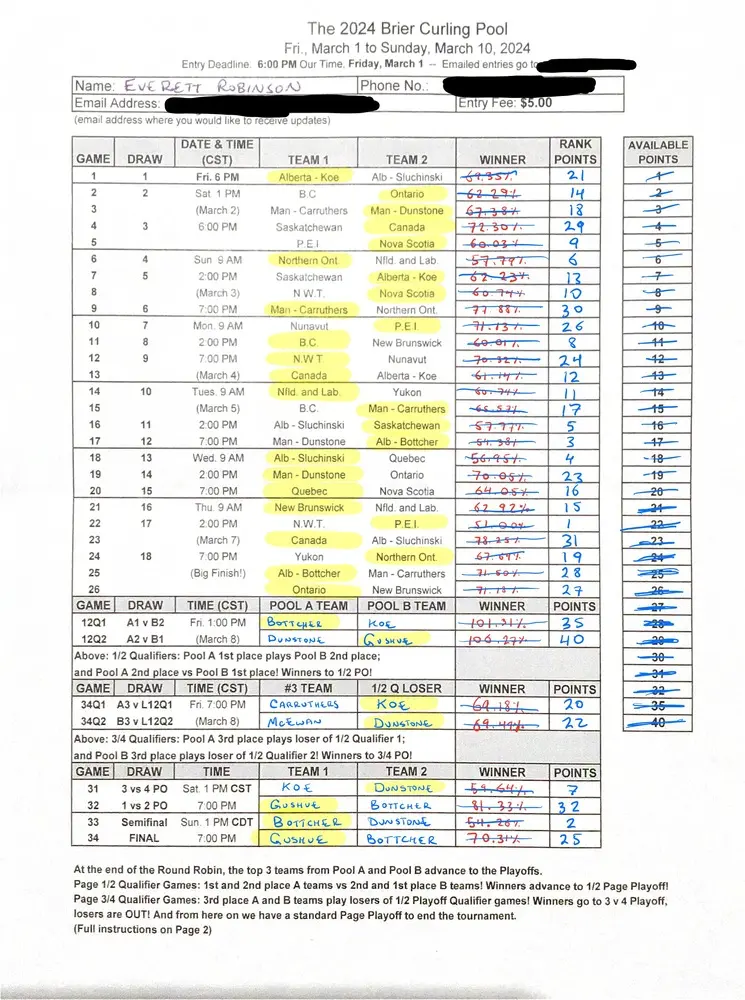 The 2024 Brier Curling Pool
Fri., March 1 to Sunday, March 10, 2024
Entry Deadline: 6:00 PM Our Time, Friday, March 1 -- Emailed entries go to
Name: EVERETT ROBINSON Phone No.:
Email Address: Entry Fee: $5.00
(email address where you would like to receive updates)
GAME DRAW DATE & TIME (CST) TEAM 1 TEAM 2 WINNER RANK POINTS AVAILABLE POINTS
1 1 Fri. 6 PM Alberta - Koe Alb - Sluchinski 69.35% 21 1
2 2 Sat. 1 PM B.C Ontario 62.29% 14 2
3 (March 2) Man - Carruthers Man - Dunstone 67.38% 18 3
4 3 6:00 PM Saskatchewan Canada 72.30% 29 4
5 P.E.I Nova Scotia 60.03% 9 5
6 4 Sun. 9 AM Northern Ont. Nfld. and Lab. 57.79% 6 6
7 5 2:00 PM Saskatchewan Alberta - Koe 62.23% 13 7
8 (March 3) N.W.T. Nova Scotia 60.74% 10 8
9 6 7:00 PM Man - Carruthers Northern Ont. 77.88% 30 9
10 7 Mon. 9 AM Nunavut P.E.I. 71.13% 26 10
11 8 2:00 PM B.C. New Brunswick 60.01% 8 11
12 9 7:00 PM N.W.T. Nunavut 70.32% 24 12
13 (March 4) Canada Alberta - Koe 61.14% 12 13
14 10 Tues. 9 AM Nfld. and Lab. Yukon 60.74% 11 14
15 (March 5) B.C. Man - Carruthers 65.57% 17 15
16 11 2:00 PM Alb - Sluchinski Saskatchewan 57.77% 5 16
17 12 7:00 PM Man - Dunstone Alb - Bottcher 54.38% 3 17
18 13 Wed. 9 AM Alb - Sluchinski Quebec 56.95% 4 18
19 14 2:00 PM Man - Dunstone Ontario 70.05% 23 19
20 15 7:00 PM Quebec Nova Scotia 64.05% 16 20
21 16 Thu. 9 AM New Brunswick Nfld. and Lab. 62.92% 15 21
22 17 2:00 PM N.W.T. P.E.I. 51.00% 1 22
23 (March 7) Canada Alb - Sluchinski 78.25% 31 23
24 18 7:00 PM Yukon Northern Ont. 67.69% 19 24
25 (Big Finish!) Alb - Bottcher Man - Carruthers 71.50% 28 25
26 Ontario New Brunswick 71.18% 27 26
GAME DRAW TIME (CST) POOL A TEAM POOL B TEAM WINNER POINTS 27
12Q1 A1 v B2 Fri. 1:00 PM BOTTCHER KOE 101.31% 35 28
12Q2 A2 v B1 (March 8) DUNSTONE GUSHUE 106.27% 40 29
Above: 1/2 Qualifiers: Pool A 1st place plays Pool B 2nd place; 30
and Pool A 2nd place vs Pool B 1st place! Winners to 1/2 PO! 31
GAME DRAW TIME (CST) #3 TEAM 1/2 Q LOSER WINNER POINTS 32
34Q1 A3 v L12Q1 Fri. 7:00 PM CARRUTHERS KOE 69.18% 20 35
34Q2 B3 v L12Q2 (March 8) MCEWAN DUNSTONE 69.44% 22 40
Above: 3/4 Qualifiers: Pool A 3rd place plays loser of 1/2 Qualifier 1;
and Pool B 3rd place plays loser of 1/2 Qualifier 2! Winners to 3/4 PO!
GAME DRAW TIME TEAM 1 TEAM 2 WINNER POINTS
31 3 vs 4 PO Sat. 1 PM CST KOE DUNSTONE 59.64% 7
32 1 vs 2 PO 7:00 PM GUSHUE BOTTCHER 81.33% 32
33 Semifinal Sun. 1 PM CDT BOTTCHER DUNSTONE 54.26% 2
34 FINAL 7:00 PM GUSHUE BOTTCHER 70.31% 25
At the end of the Round Robin, the top 3 teams from Pool A and Pool B advance to the Playoffs.
Page 1/2 Qualifier Games: 1st and 2nd place A teams vs 2nd and 1st place B teams! Winners advance to 1/2 Page Playoff!
Page 3/4 Qualifier Games: 3rd place A and B teams play losers of 1/2 Playoff Qualifier games! Winners go to 3 v 4 Playoff,
losers are OUT! And from here on we have a standard Page Playoff to end the tournament.
(Full instructions on Page 2)